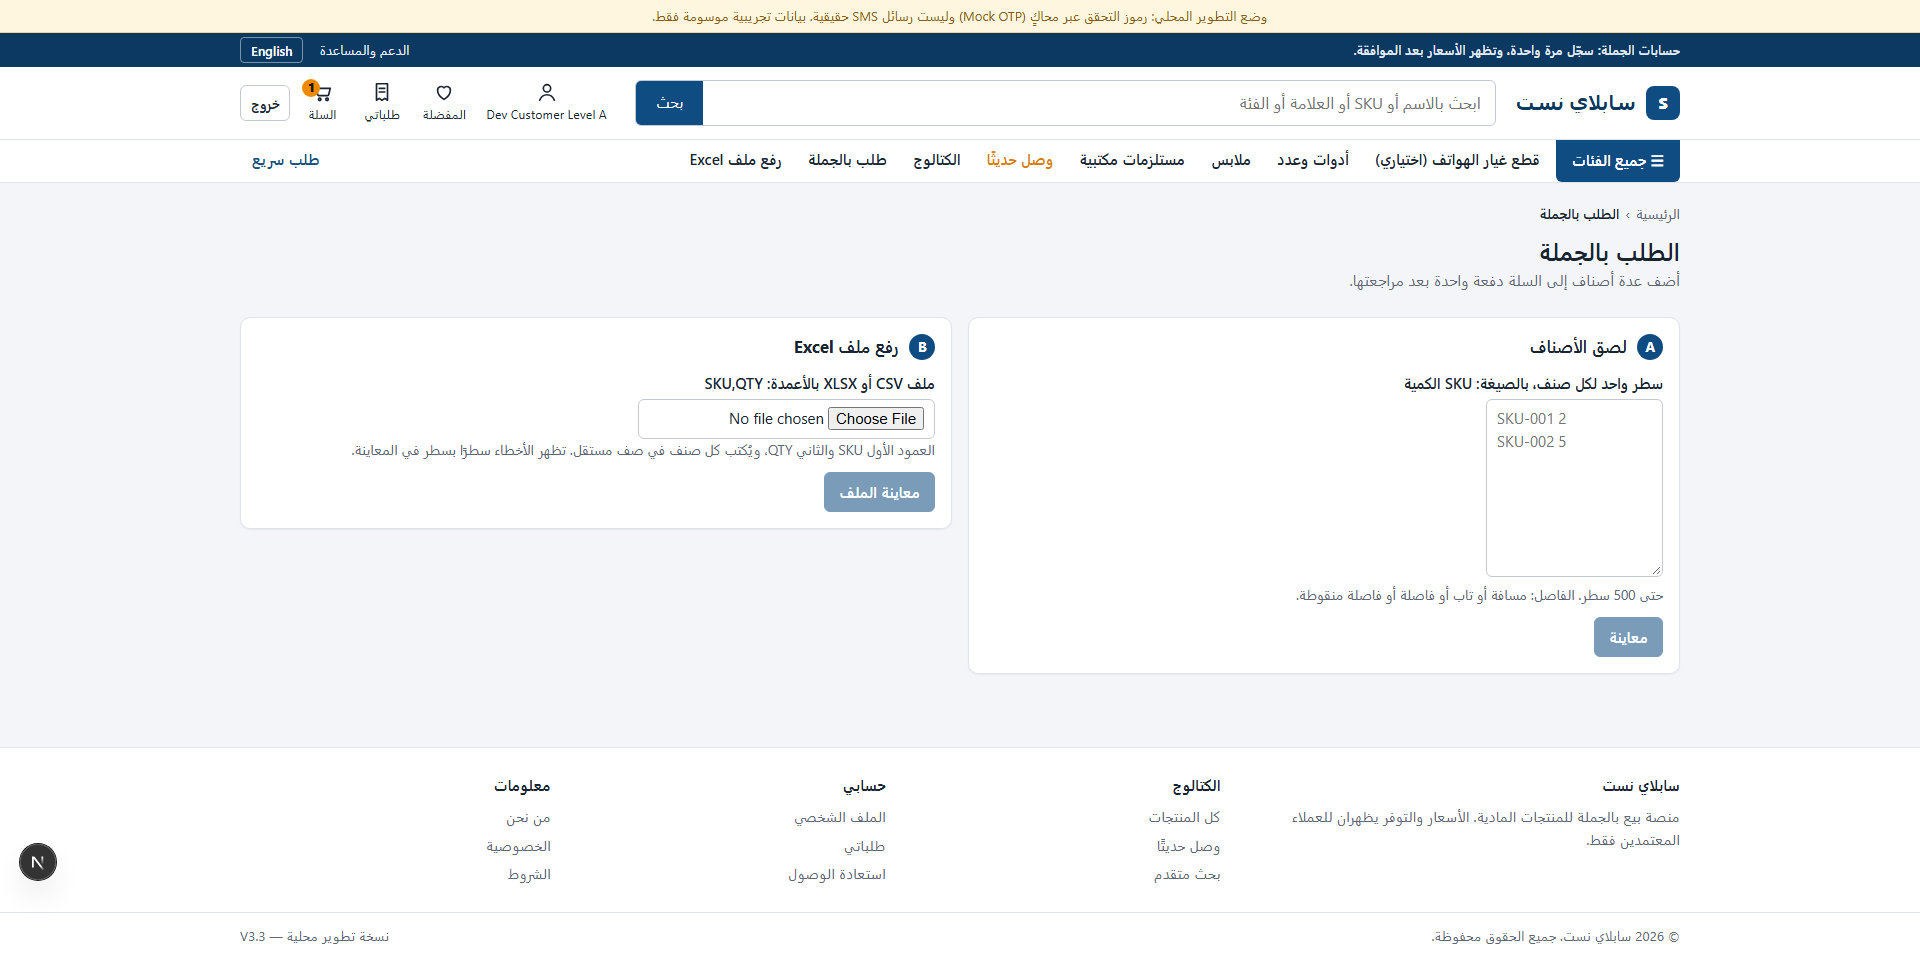 وضع التطوير المحلي: رموز التحقق عبر محاكٍ (Mock OTP) وليست رسائل SMS حقيقية. بيانات تجريبية موسومة فقط.
حسابات الجملة: سجّل مرة واحدة، وتظهر الأسعار بعد الموافقة.
الدعم والمساعدة
English
S
سابلاي نست
ابحث بالاسم أو SKU أو العلامة أو الفئة
بحث
Dev Customer Level A
المفضلة
طلباتي
1
السلة
خروج
☰ جميع الفئات
قطع غيار الهواتف (اختياري)
أدوات وعدد
ملابس
مستلزمات مكتبية
وصل حديثًا
الكتالوج
طلب بالجملة
رفع ملف Excel
طلب سريع
الرئيسية › الطلب بالجملة
الطلب بالجملة
أضف عدة أصناف إلى السلة دفعة واحدة بعد مراجعتها.
A لصق الأصناف
سطر واحد لكل صنف، بالصيغة: SKU الكمية
SKU-001 2
SKU-002 5
حتى 500 سطر. الفاصل: مسافة أو تاب أو فاصلة أو فاصلة منقوطة.
معاينة
B رفع ملف Excel
ملف CSV أو XLSX بالأعمدة: SKU,QTY
Choose File No file chosen
العمود الأول SKU والثاني QTY، ويُكتب كل صنف في صف مستقل. تظهر الأخطاء سطرًا بسطر في المعاينة.
معاينة الملف
سابلاي نست
منصة بيع بالجملة للمنتجات المادية. الأسعار والتوفر يظهران للعملاء
المعتمدين فقط.
الكتالوج
كل المنتجات
وصل حديثًا
بحث متقدم
حسابي
الملف الشخصي
طلباتي
استعادة الوصول
معلومات
من نحن
الخصوصية
الشروط
N
© 2026 سابلاي نست. جميع الحقوق محفوظة.
نسخة تطوير محلية — V3.3